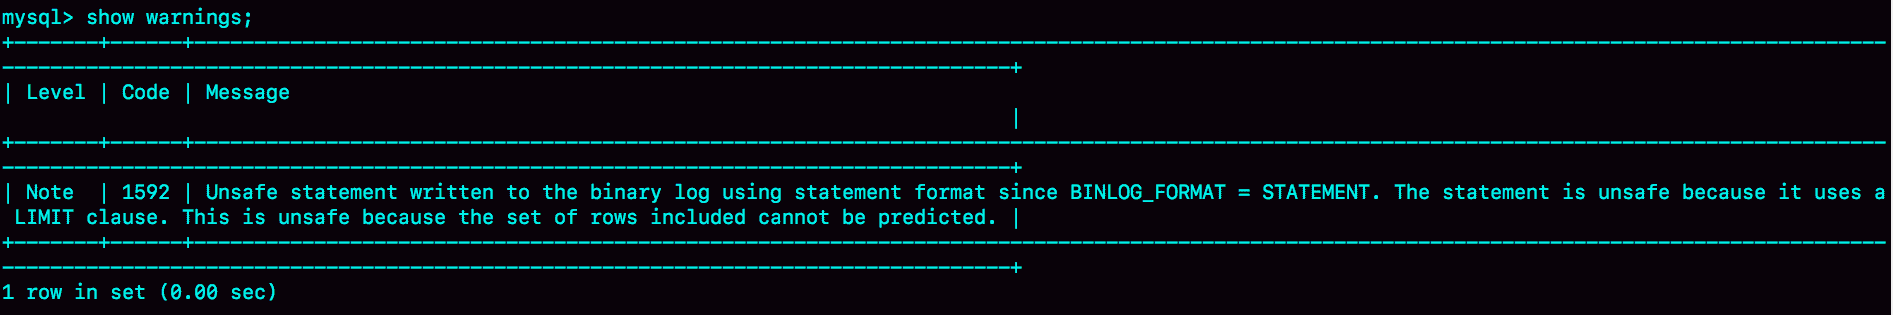 mysql> show warnings;
+-------+------+---------------------------------------------------------------------------------------------------------------------------------------------
------------------------------------------------------------------------------------+
| Level | Code | Message
|
+-------+------+---------------------------------------------------------------------------------------------------------------------------------------------
------------------------------------------------------------------------------------+
| Note | 1592 | Unsafe statement written to the binary log using statement format since BINLOG_FORMAT = STATEMENT. The statement is unsafe because it uses a
LIMIT clause. This is unsafe because the set of rows included cannot be predicted. |
+-------+------+---------------------------------------------------------------------------------------------------------------------------------------------
------------------------------------------------------------------------------------+
1 row in set (0.00 sec)